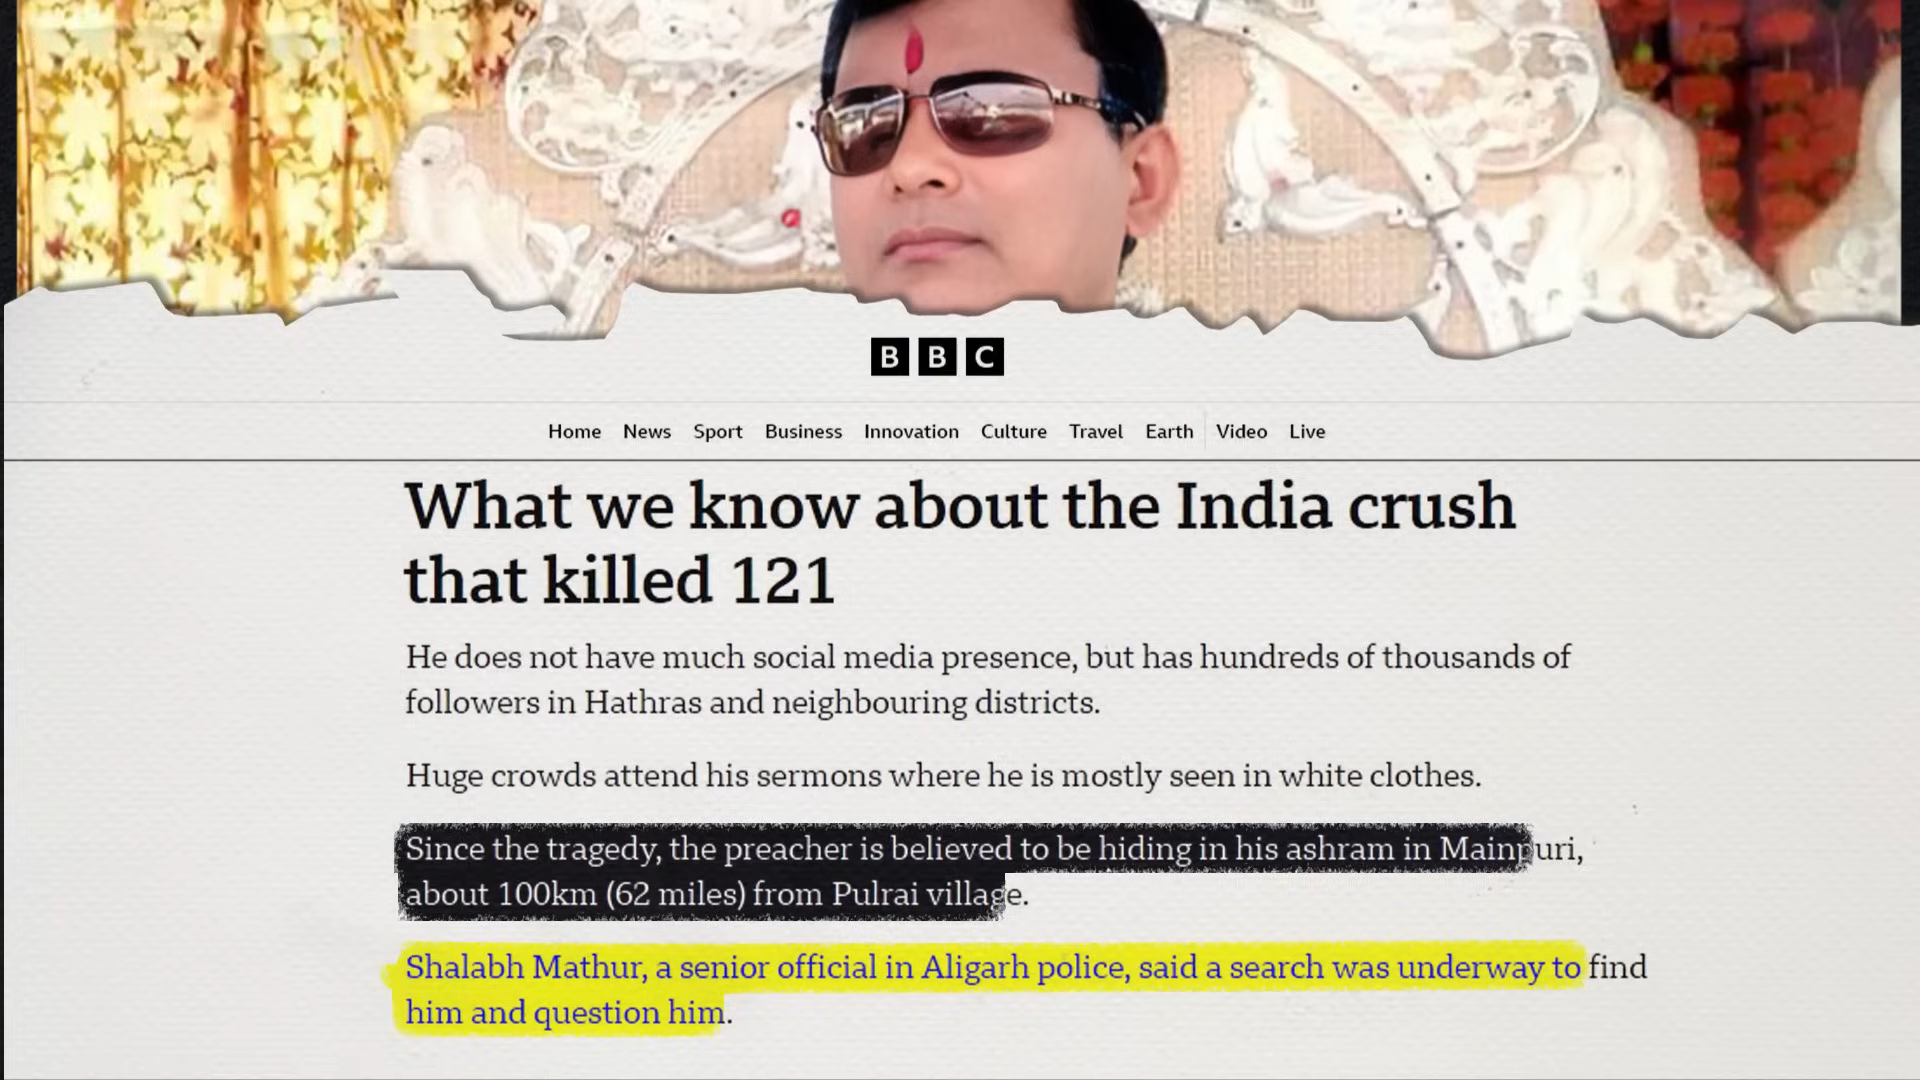 BBC
Home News Sport Business Innovation Culture Travel Earth Video Live
What we know about the India crush
that killed 121
He does not have much social media presence, but has hundreds of thousands of
followers in Hathras and neighbouring districts.
Huge crowds attend his sermons where he is mostly seen in white clothes.
Since the tragedy, the preacher is believed to be hiding in his ashram in Mainpuri,
about 100km (62 miles) from Pulrai village.
Shalabh Mathur, a senior official in Aligarh police, said a search was underway to find
him and question him.